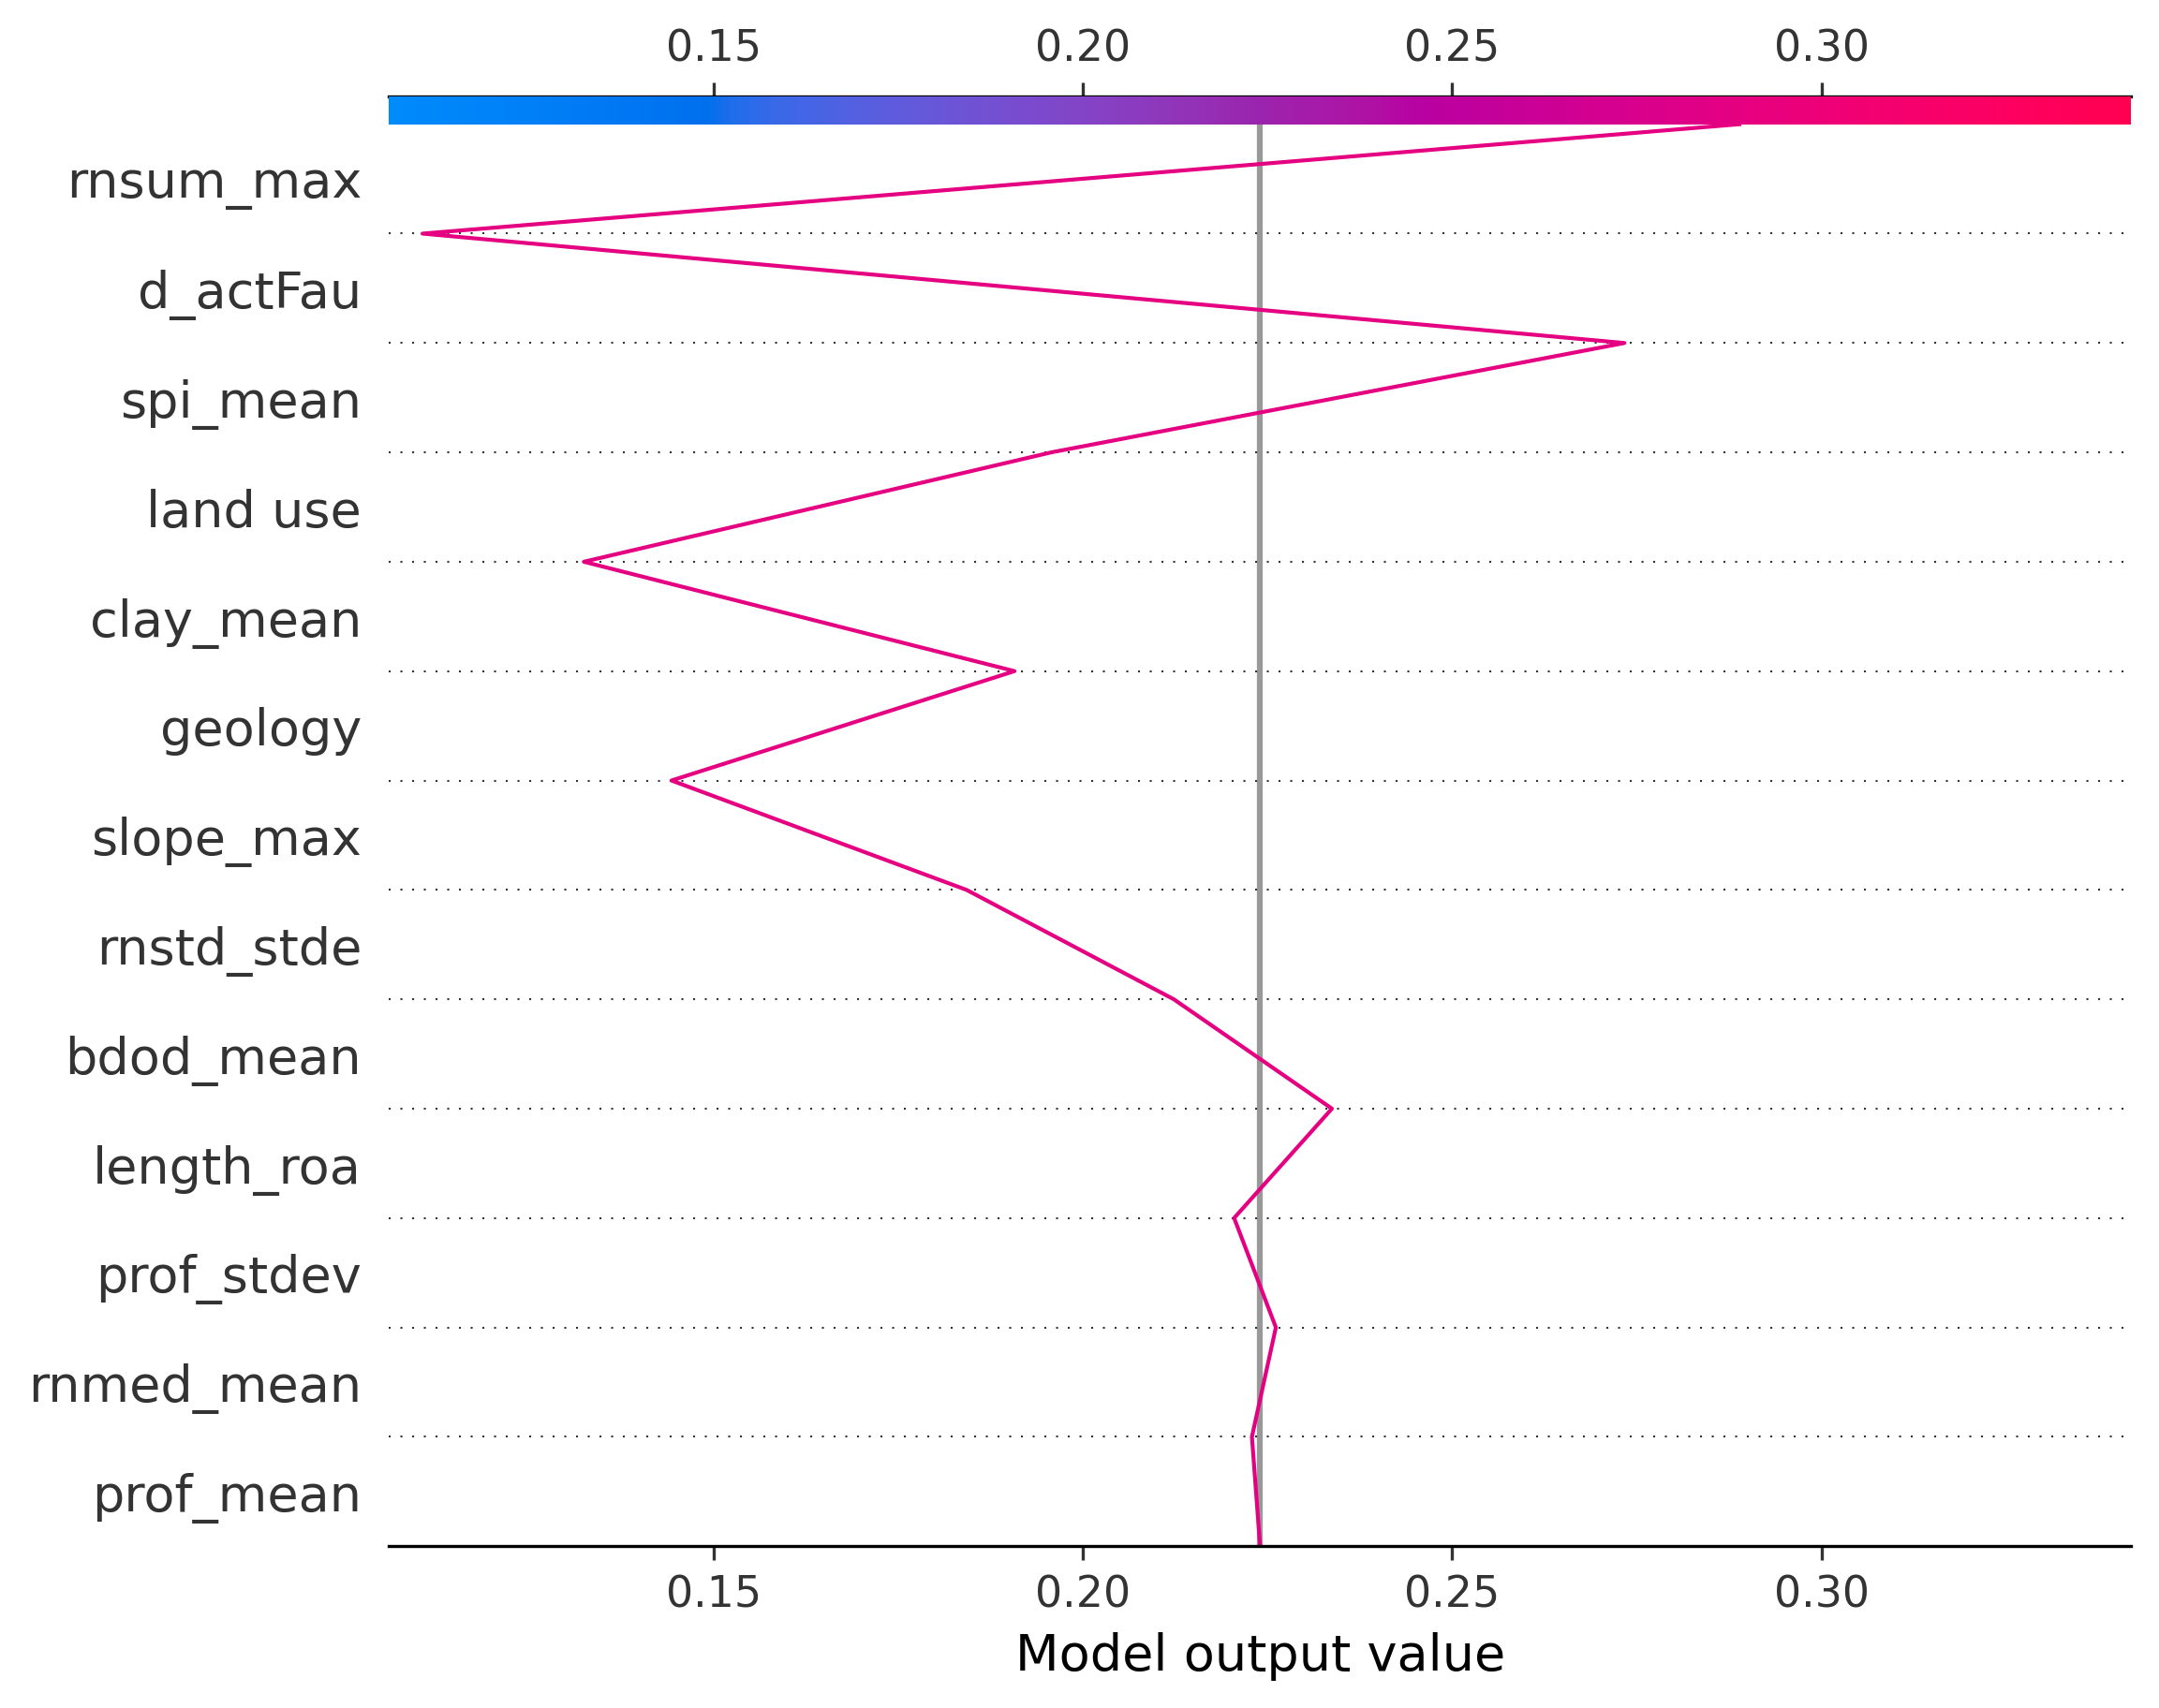 0.15 0.20 0.25 0.30
rnsum_max
d_actFau
spi_mean
land use
clay_mean
geology
slope_max
rnstd_stde
bdod_mean
length_roa
prof_stdev
rnmed_mean
prof_mean
0.15 0.20 0.25 0.30
Model output value